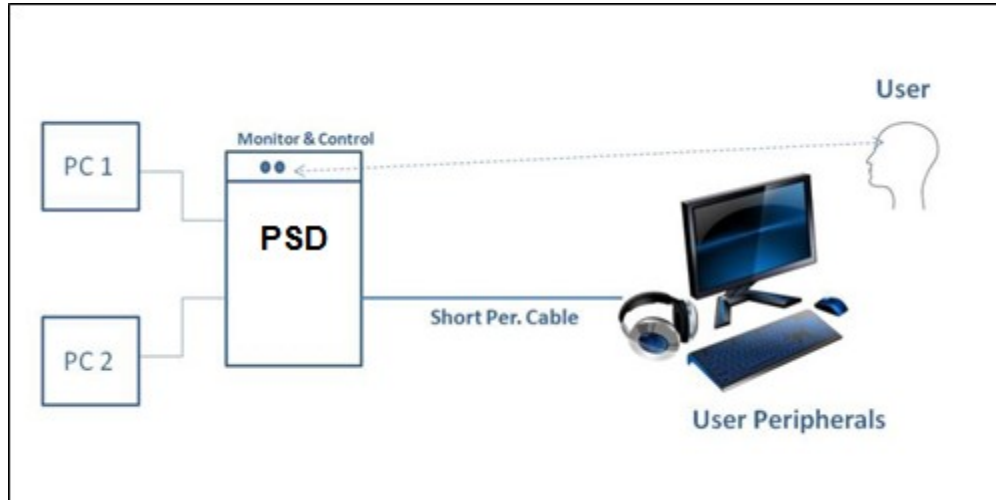 User
Monitor & Control
PC 1
PSD
Short Per. Cable
PC 2
User Peripherals